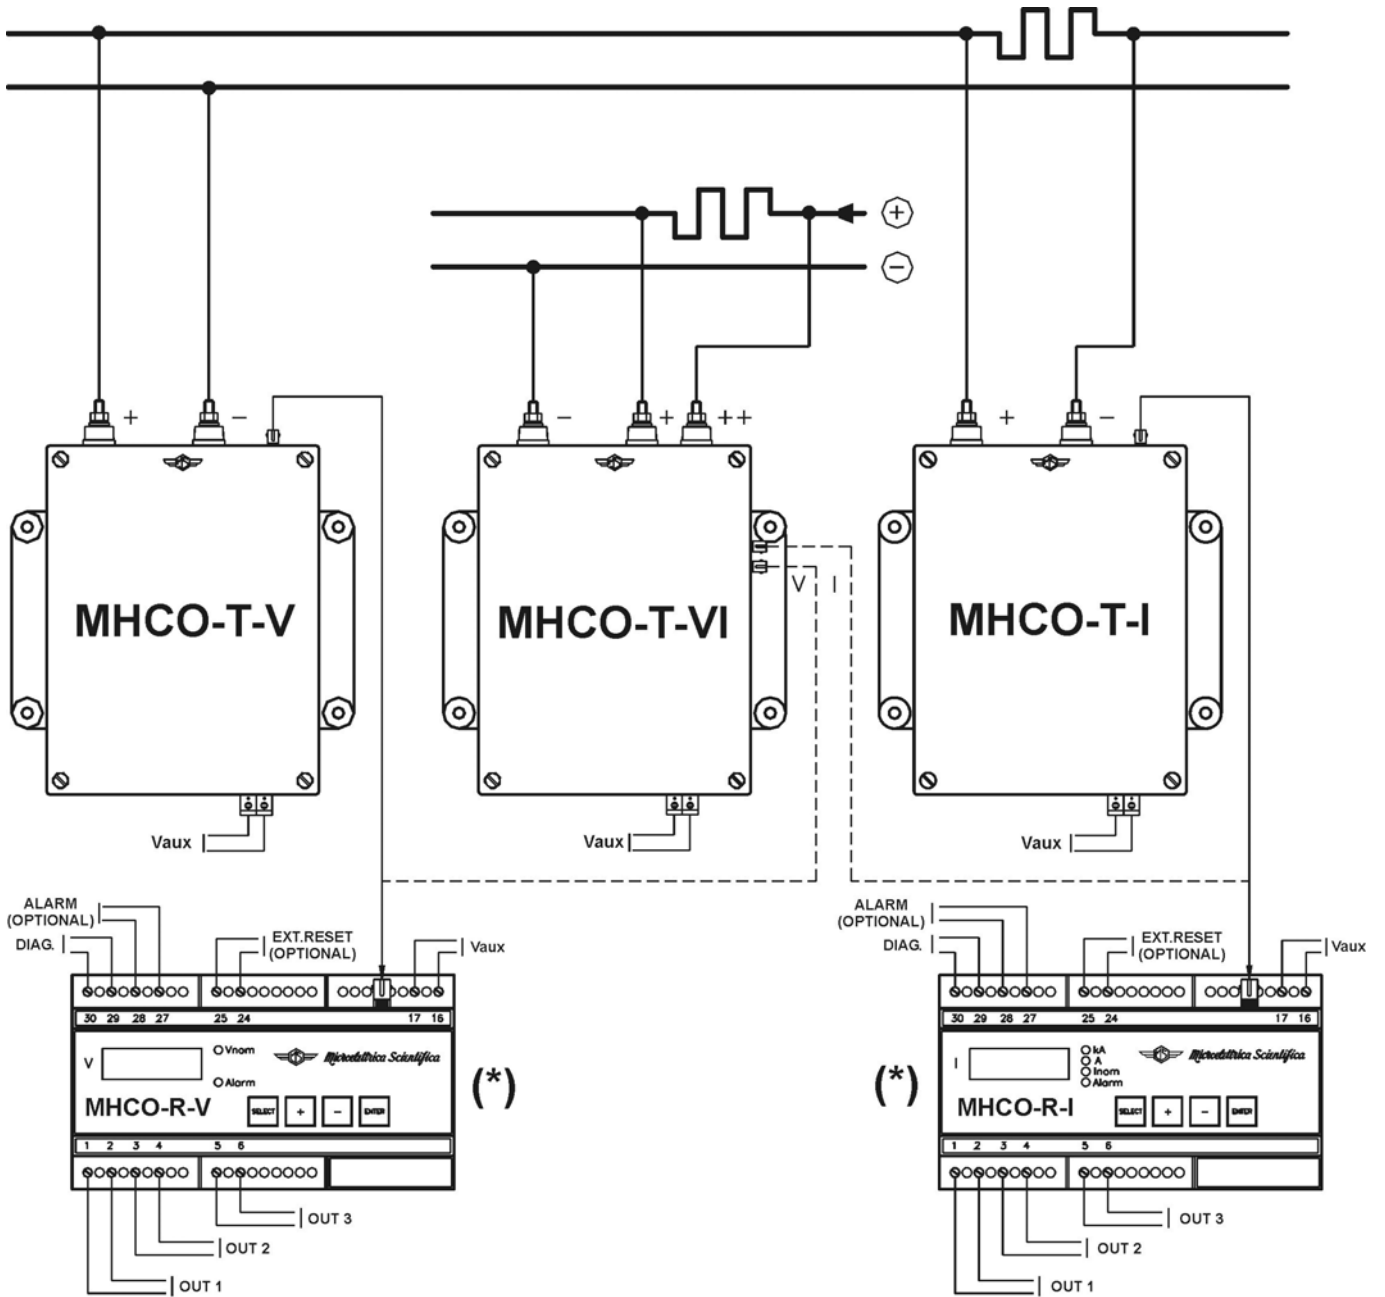 +
−
+ − − + ++ + −
MHCO-T-V
MHCO-T-VI
MHCO-T-I
V I
Vaux
Vaux
Vaux
ALARM
(OPTIONAL)
DIAG.
EXT.RESET
(OPTIONAL)
Vaux
30 29 28 27 25 24 17 16
V
Vnom
Alarm
Microelettrica Scientifica
MHCO-R-V
SELECT + − ENTER
1 2 3 4 5 6
OUT 3
OUT 2
OUT 1
(*)
(*)
ALARM
(OPTIONAL)
DIAG.
EXT.RESET
(OPTIONAL)
Vaux
30 29 28 27 25 24 17 16
I
kA
A
Inom
Alarm
Microelettrica Scientifica
MHCO-R-I
SELECT + − ENTER
1 2 3 4 5 6
OUT 3
OUT 2
OUT 1